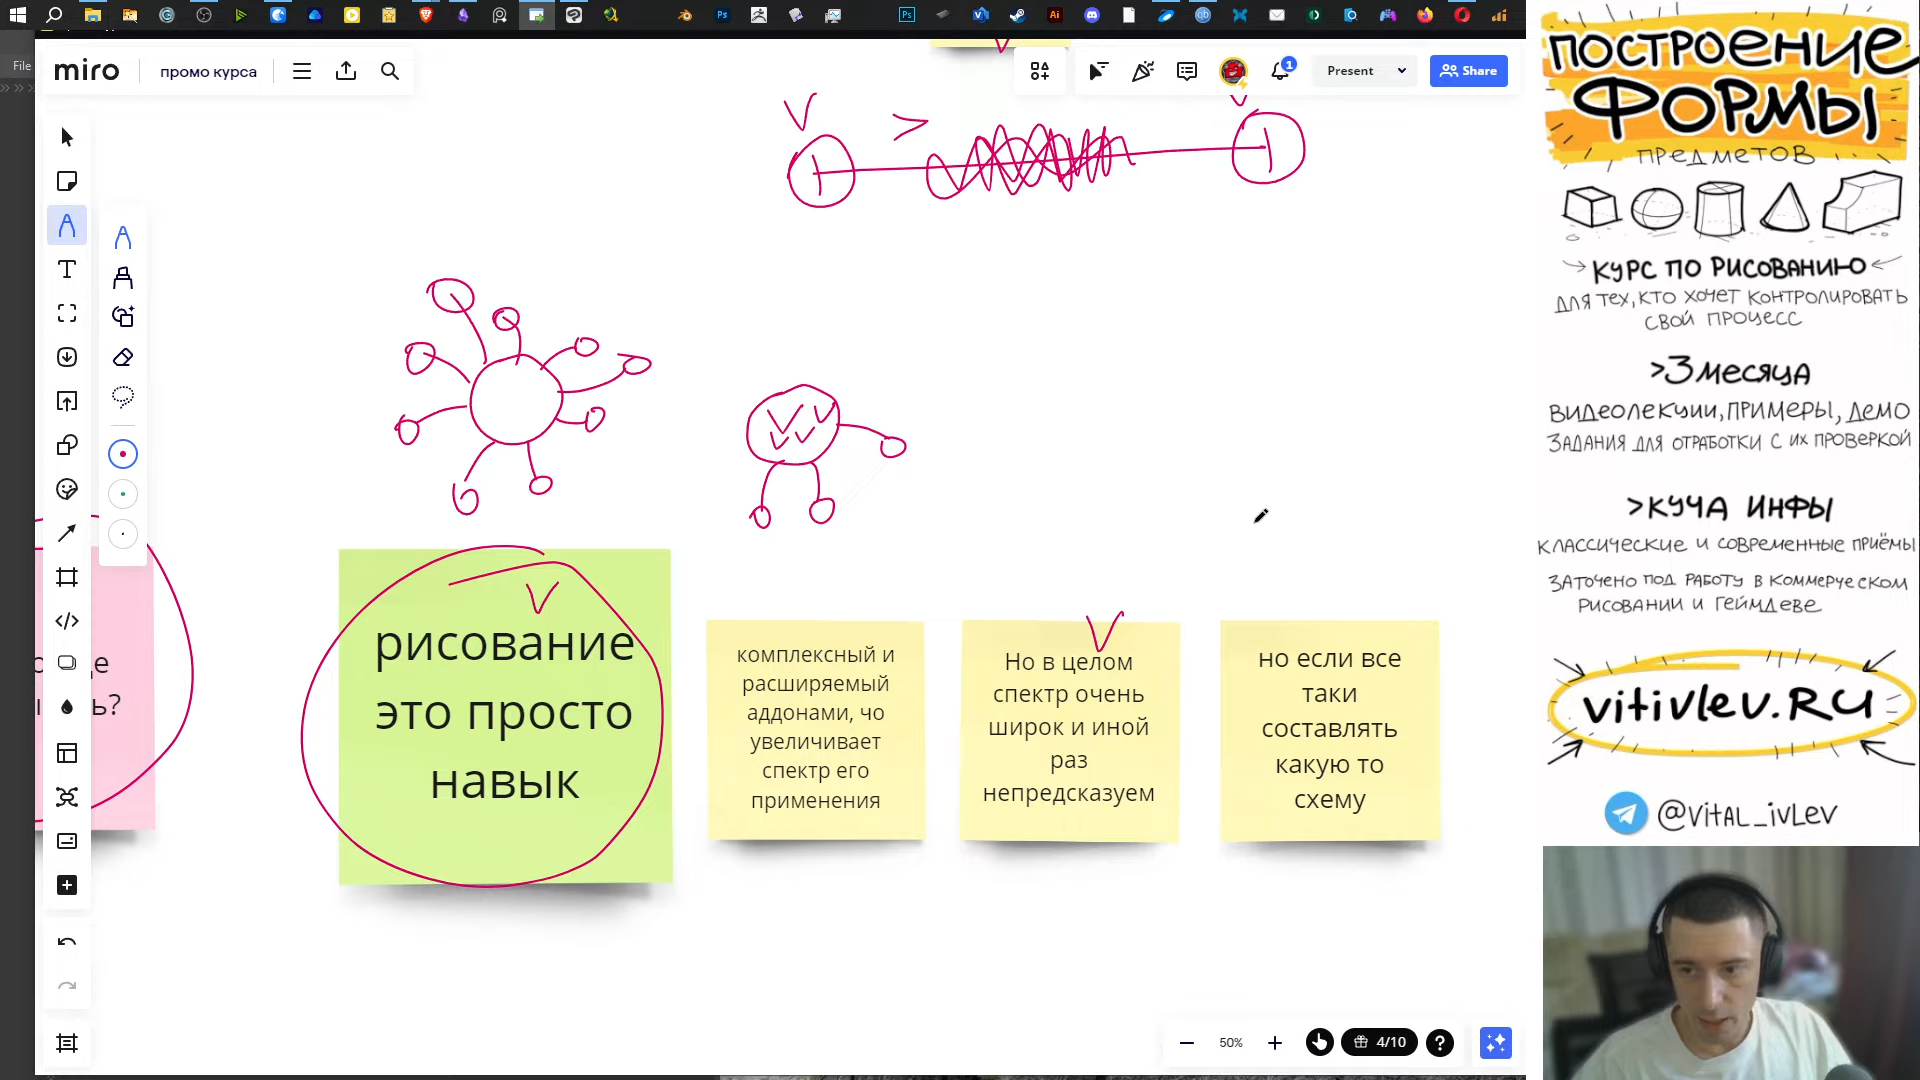 File
miro
промо курса
Present
1
Share
де
ь?
рисование
это просто
навык
комплексный и
расширяемый
аддонами, чо
увеличивает
спектр его
применения
Но в целом
спектр очень
широк и иной
раз
непредсказуем
но если все
таки
составлять
какую то
схему
50%
4/10
ПОСТРОЕНИЕ
ФОРМЫ
ПРЕДМЕТОВ
КУРС ПО РИСОВАНИЮ
ДЛЯ ТЕХ, КТО ХОЧЕТ КОНТРОЛИРОВАТЬ
СВОЙ ПРОЦЕСС
>3 месяца
ВИДЕОЛЕКЦИИ, ПРИМЕРЫ, ДЕМО
ЗАДАНИЯ ДЛЯ ОТРАБОТКИ С ИХ ПРОВЕРКОЙ
>КУЧА ИНФЫ
КЛАССИЧЕСКИЕ И СОВРЕМЕННЫЕ ПРИЁМЫ
ЗАТОЧЕНО ПОД РАБОТУ В КОММЕРЧЕСКОМ
РИСОВАНИИ И ГЕЙМДЕВЕ
vitivlev.RU
@VITAL_IVLEV